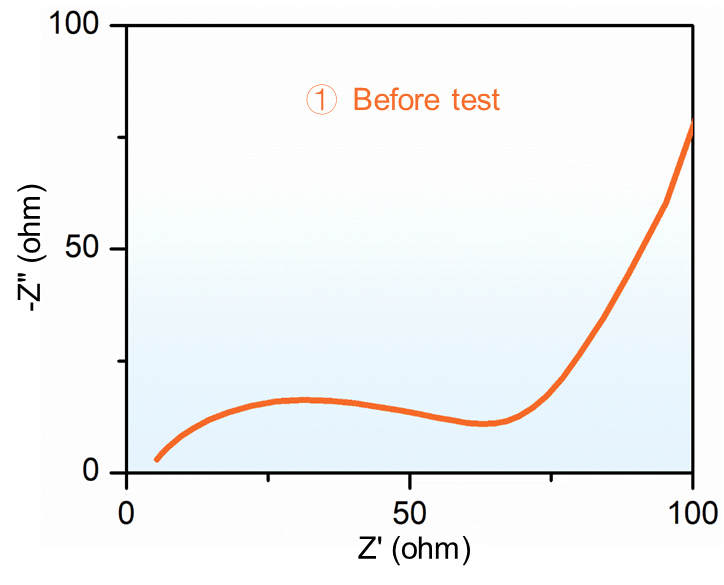 100
① Before test
50
-Z" (ohm)
0
0 50 100
Z' (ohm)